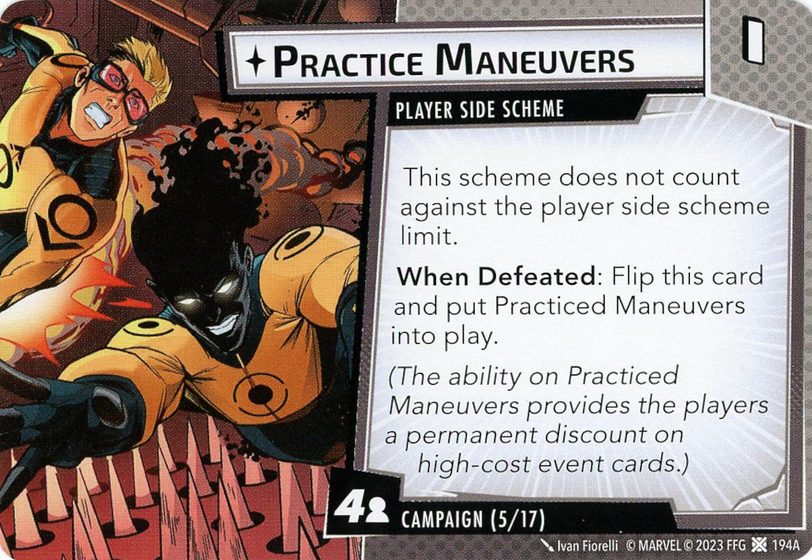 PRACTICE MANEUVERS
PLAYER SIDE SCHEME
This scheme does not count
against the player side scheme
limit.
When Defeated: Flip this card
and put Practiced Maneuvers
into play.
(The ability on Practiced
Maneuvers provides the players
a permanent discount on
high-cost event cards.)
4
CAMPAIGN (5/17)
Ivan Fiorelli © MARVEL © 2023 FFG 194A